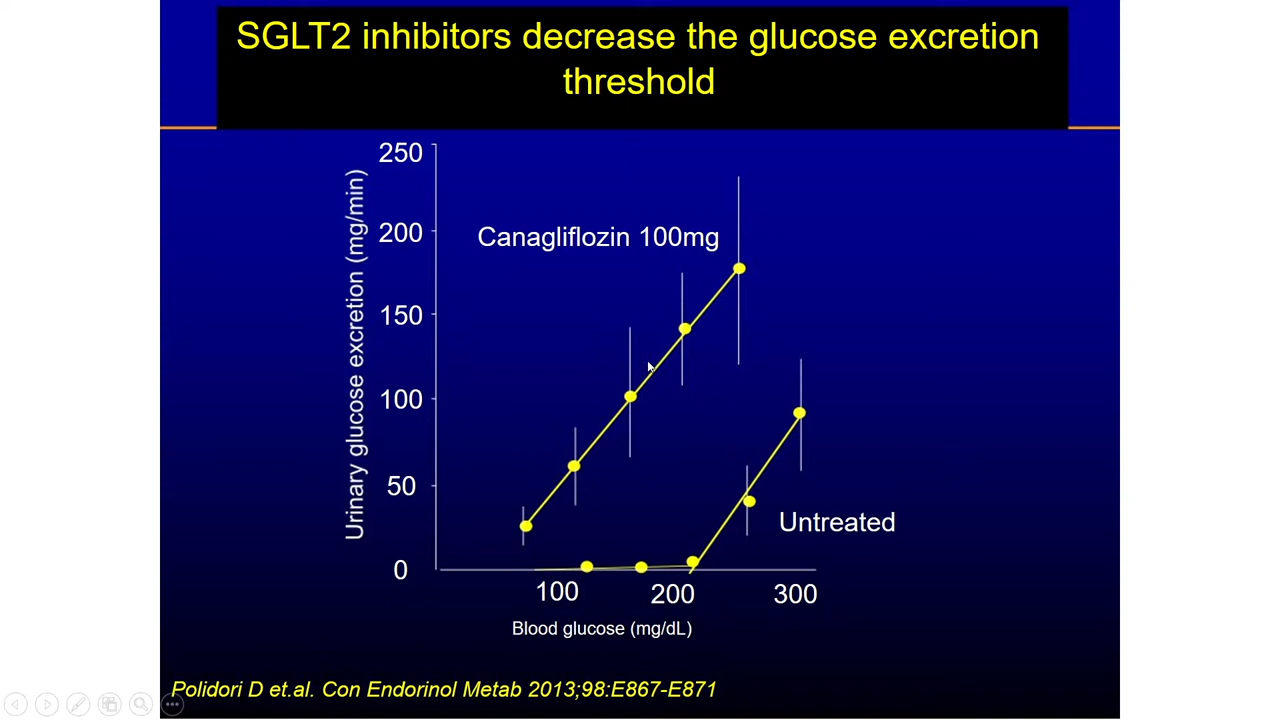 SGLT2 inhibitors decrease the glucose excretion
threshold
Urinary glucose excretion (mg/min)
250
200
150
100
50
0
Canagliflozin 100mg
Untreated
100
200
300
Blood glucose (mg/dL)
Polidori D et.al. Con Endorinol Metab 2013;98:E867-E871